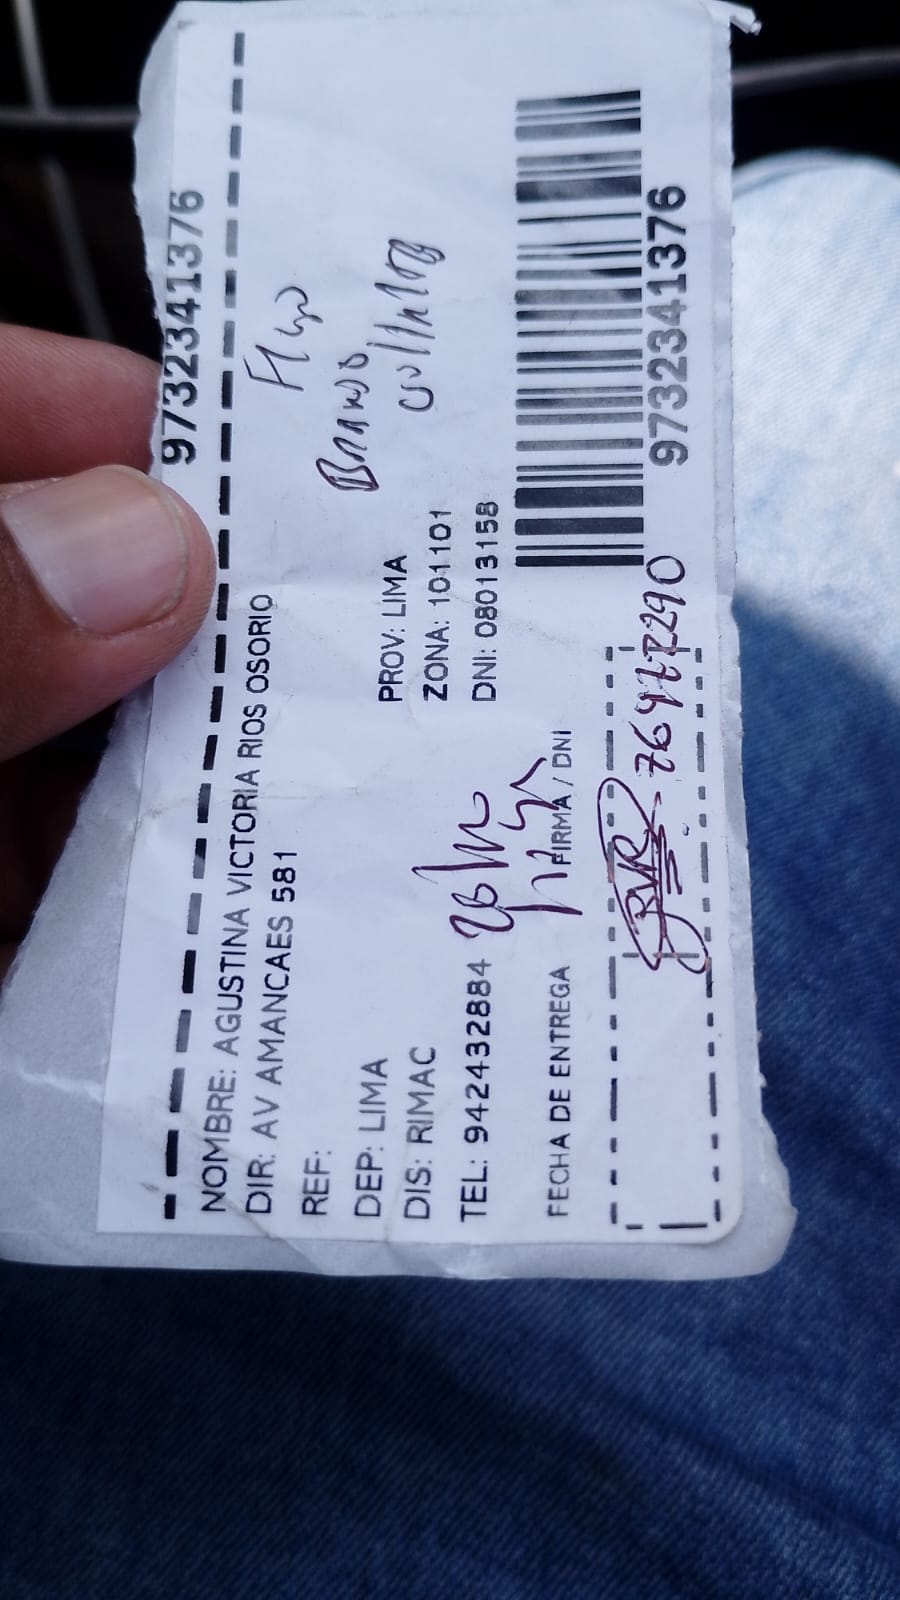 9732341376
NOMBRE: AGUSTINA VICTORIA RIOS OSORIO
DIR: AV AMANCAES 581
REF:
DEP: LIMA PROV: LIMA
DIS: RIMAC ZONA: 101101
TEL: 942432884 DNI: 08013158
FECHA DE ENTREGA FIRMA / DNI
9732341376